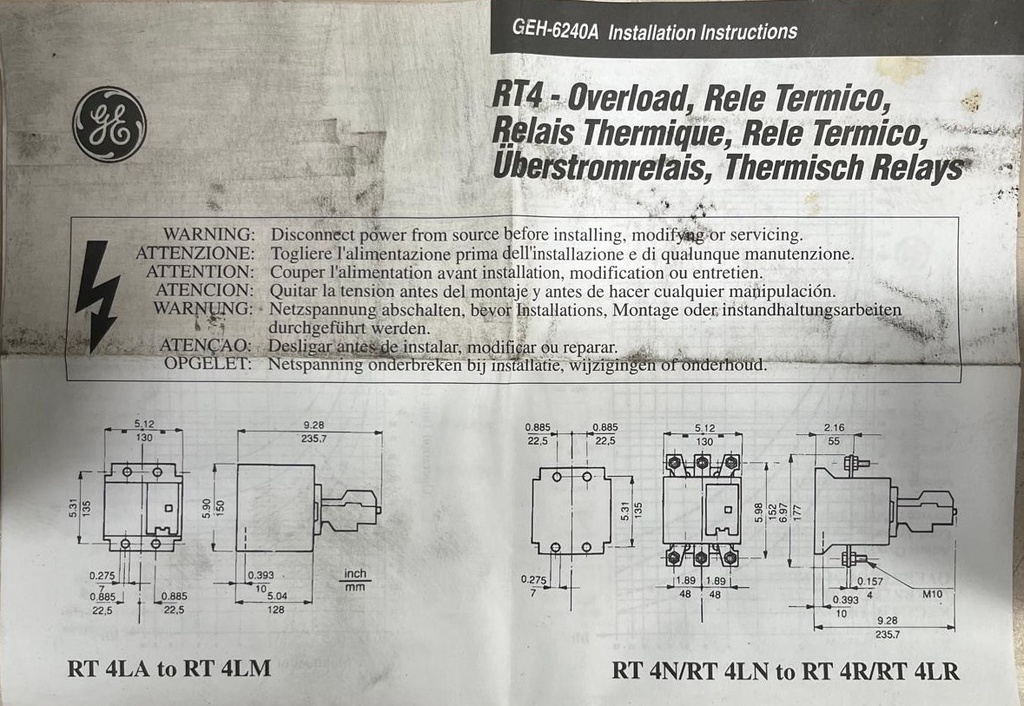 GEH-6240A Installation Instructions
GE
RT4 - Overload, Rele Termico,
Relais Thermique, Rele Termico,
Überstromrelais, Thermisch Relays
WARNING: Disconnect power from source before installing, modifyng or servicing.
ATTENZIONE: Togliere l'alimentazione prima dell'installazione e di qualunque manutenzione.
ATTENTION: Couper l'alimentation avant installation, modification ou entretien.
ATENCION: Quitar la tension antes del montaje y antes de hacer cualquier manipulación.
WARNUNG: Netzspannung abschalten, bevor Installations, Montage oder instandhaltungsarbeiten
durchgeführt werden.
ATENÇAO: Desligar antes de instalar, modificar ou reparar.
OPGELET: Netspanning onderbreken bij installatie, wijzigingen of onderhoud.
5.12
130
9.28
235.7
5.31
135
5.90
150
0.275
7
0.885
22,5
0.885
22,5
0.393
10
5.04
128
inch
mm
RT 4LA to RT 4LM
0.885
22,5
0.885
22,5
5.12
130
2.16
55
5.31
135
5.98
152
6.97
177
0.275
7
1.89
48
1.89
48
0.157
4
M10
0.393
10
9.28
235.7
RT 4N/RT 4LN to RT 4R/RT 4LR